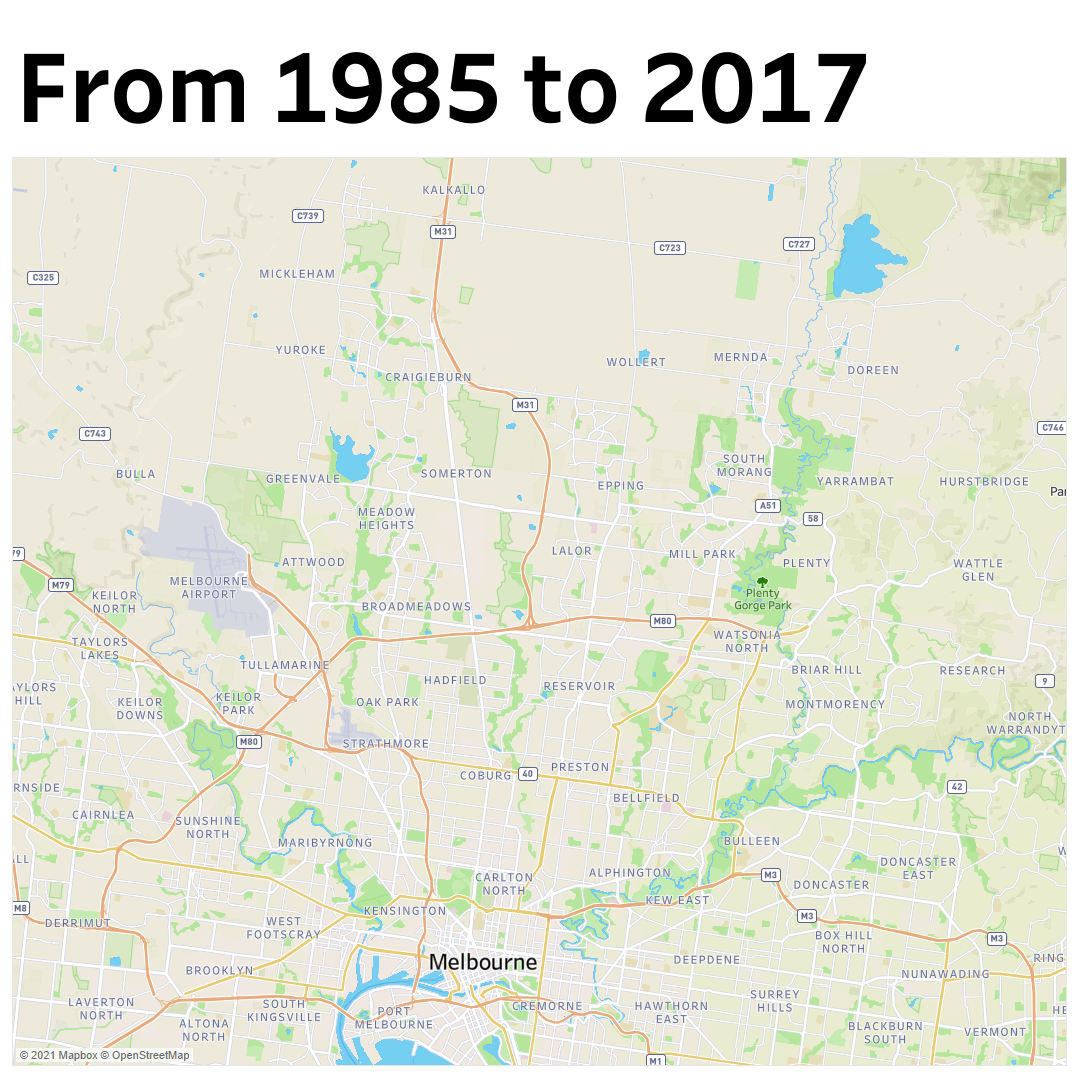 From 1985 to 2017
KALKALLO
C739
M31
C723
C727
C325
MICKLEHAM
YUROKE
WOLLERT
MERNDA
DOREEN
CRAIGIEBURN
M31
C743
C746
BULLA
GREENVALE
SOMERTON
SOUTH
MORANG
EPPING
YARRAMBAT
HURSTBRIDGE
Par
MEADOW
HEIGHTS
A51
58
79
LALOR
MILL PARK
PLENTY
WATTLE
GLEN
ATTWOOD
M79
MELBOURNE
AIRPORT
KEILOR
NORTH
Plenty
Gorge Park
BROADMEADOWS
M80
WATSONIA
NORTH
TAYLORS
LAKES
TULLAMARINE
BRIAR HILL
RESEARCH
HADFIELD
RESERVOIR
9
AYLORS
HILL
KEILOR
DOWNS
KEILOR
PARK
OAK PARK
MONTMORENCY
NORTH
WARRANDYT
M80
STRATHMORE
COBURG
40
PRESTON
RNSIDE
42
BELLFIELD
CAIRNLEA
SUNSHINE
NORTH
MARIBYRNONG
BULLEEN
ALL
DONCASTER
EAST
CARLTON
NORTH
ALPHINGTON
M3
DONCASTER
KEW EAST
M8
KENSINGTON
M3
DERRIMUT
WEST
FOOTSCRAY
BOX HILL
NORTH
M3
Melbourne
DEEPDENE
RING
BROOKLYN
NUNAWADING
LAVERTON
NORTH
SOUTH
KINGSVILLE
PORT
MELBOURNE
CREMORNE
HAWTHORN
EAST
SURREY
HILLS
HE
ALTONA
NORTH
BLACKBURN
SOUTH
VERMONT
© 2021 Mapbox © OpenStreetMap
M1